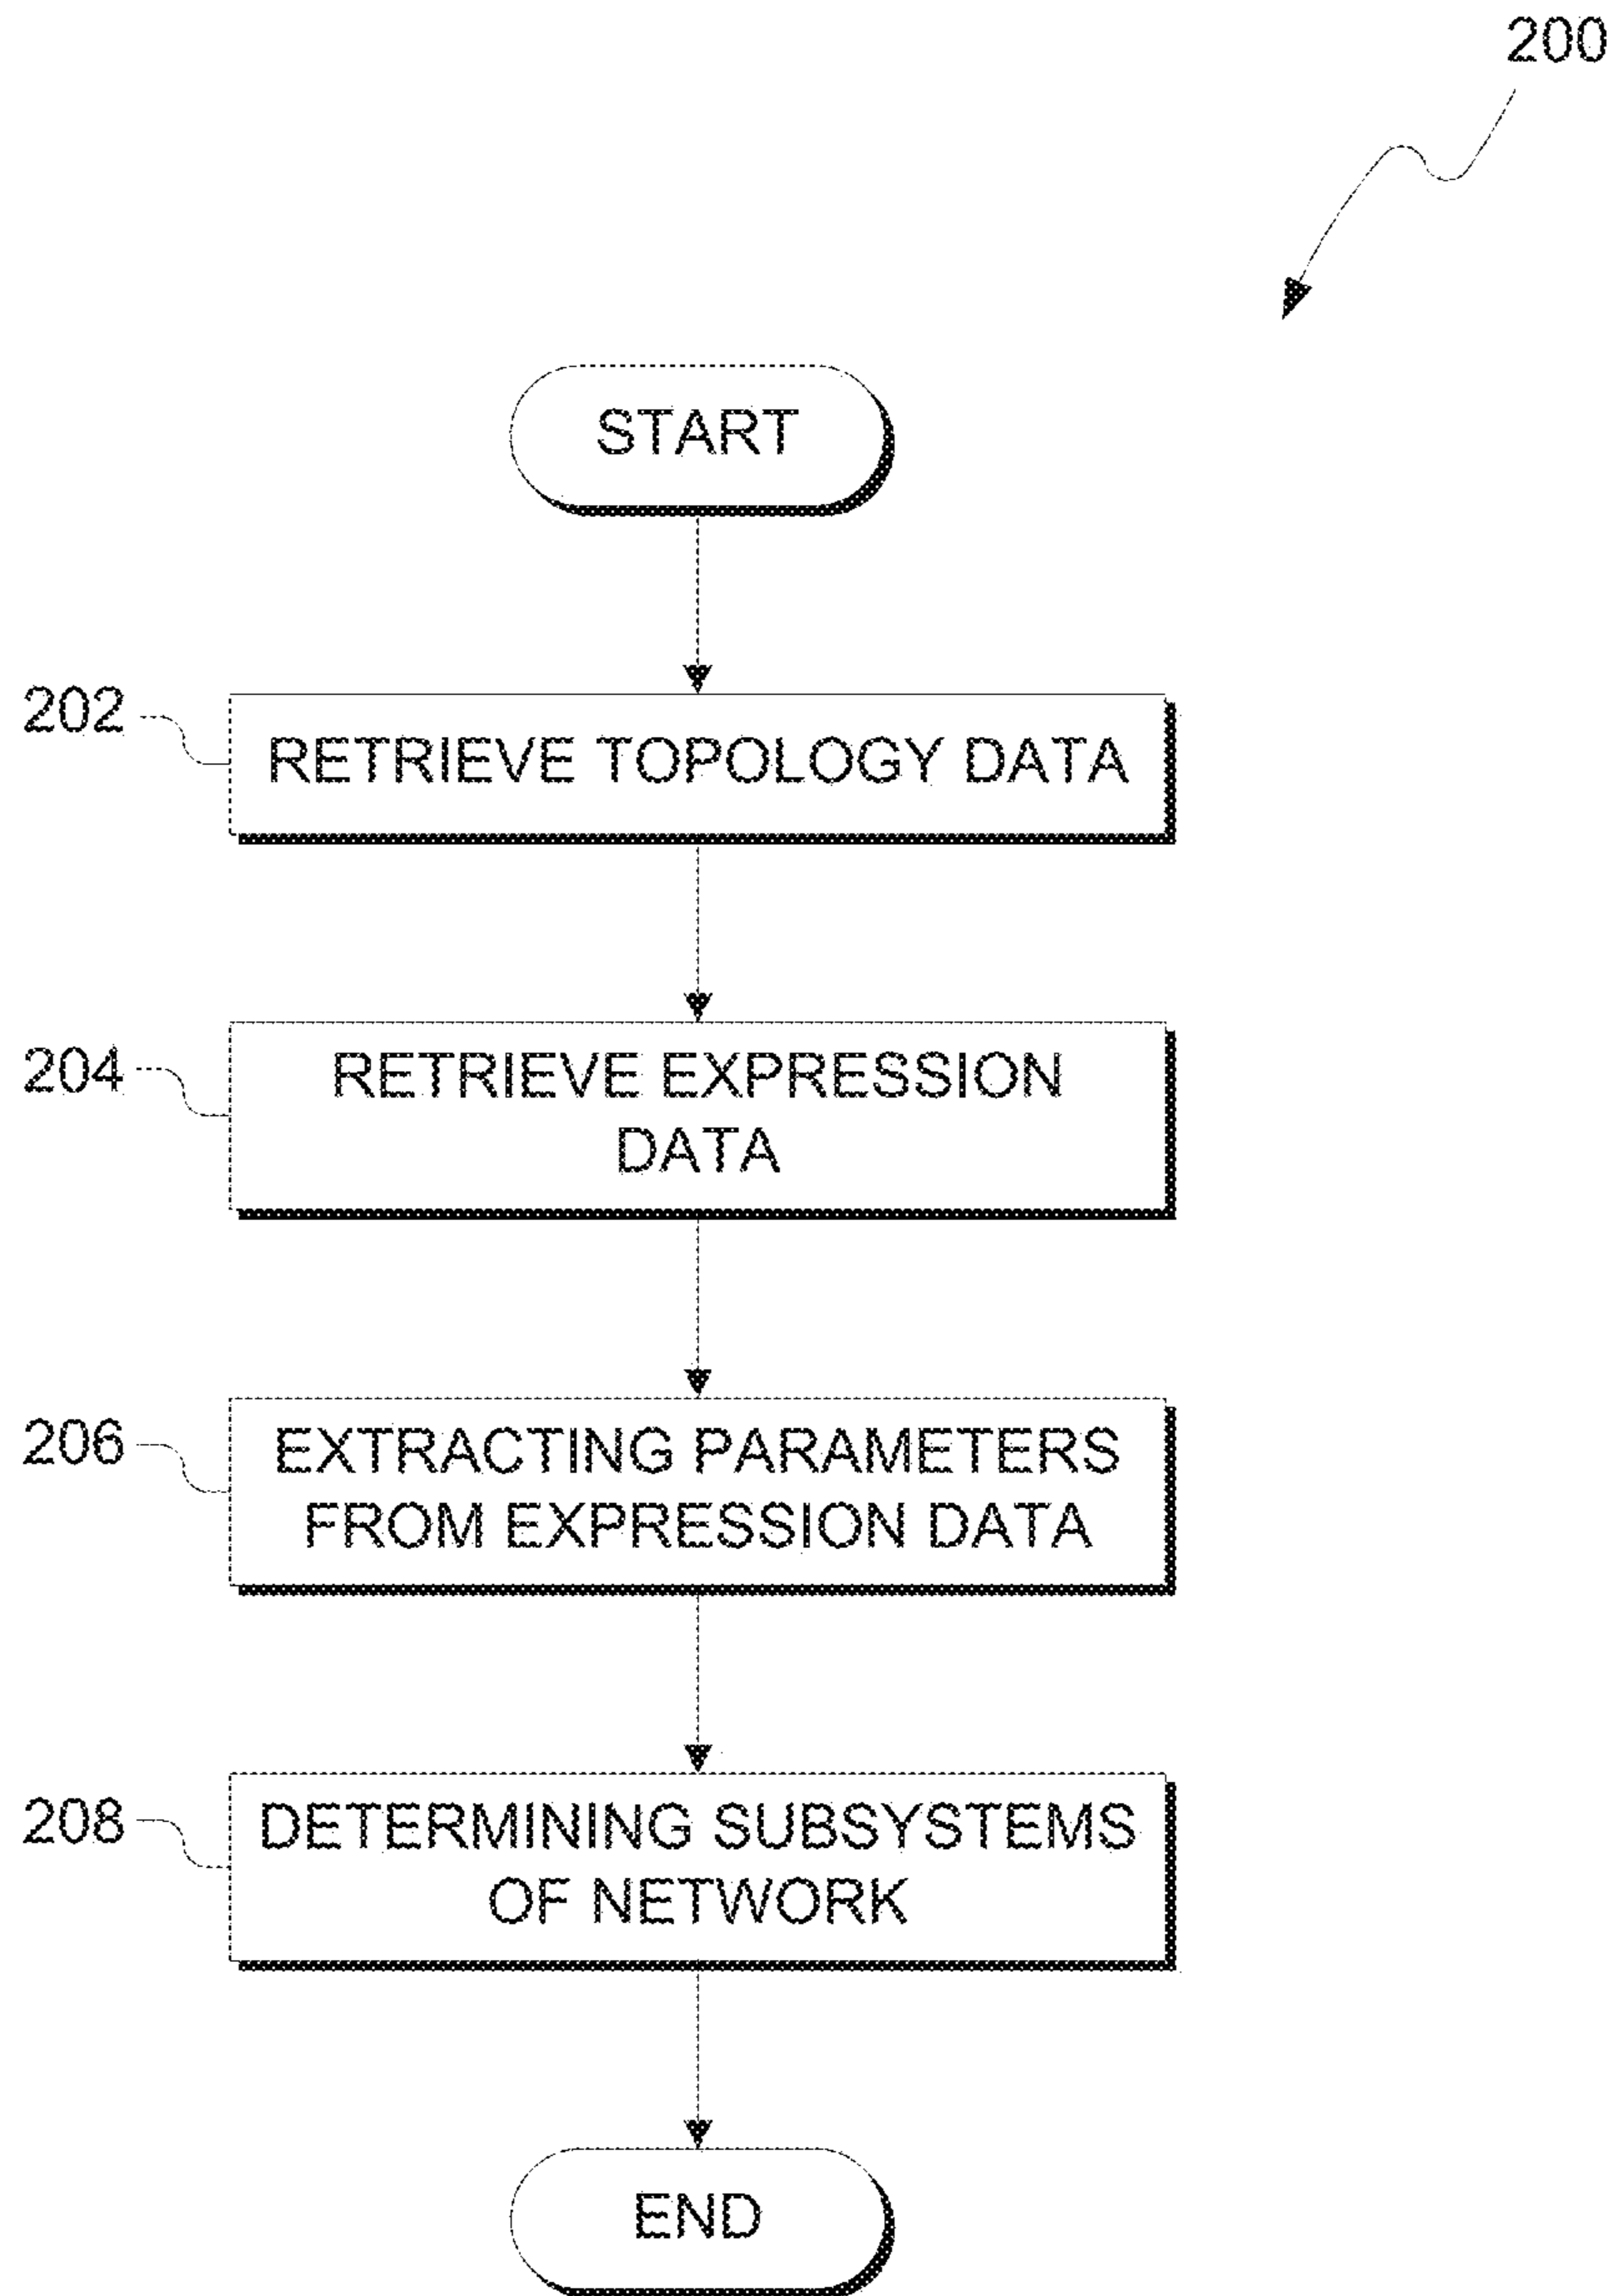 200
START
202
RETRIEVE TOPOLOGY DATA
204
RETRIEVE EXPRESSION
DATA
206
EXTRACTING PARAMETERS
FROM EXPRESSION DATA
208
DETERMINING SUBSYSTEMS
OF NETWORK
END